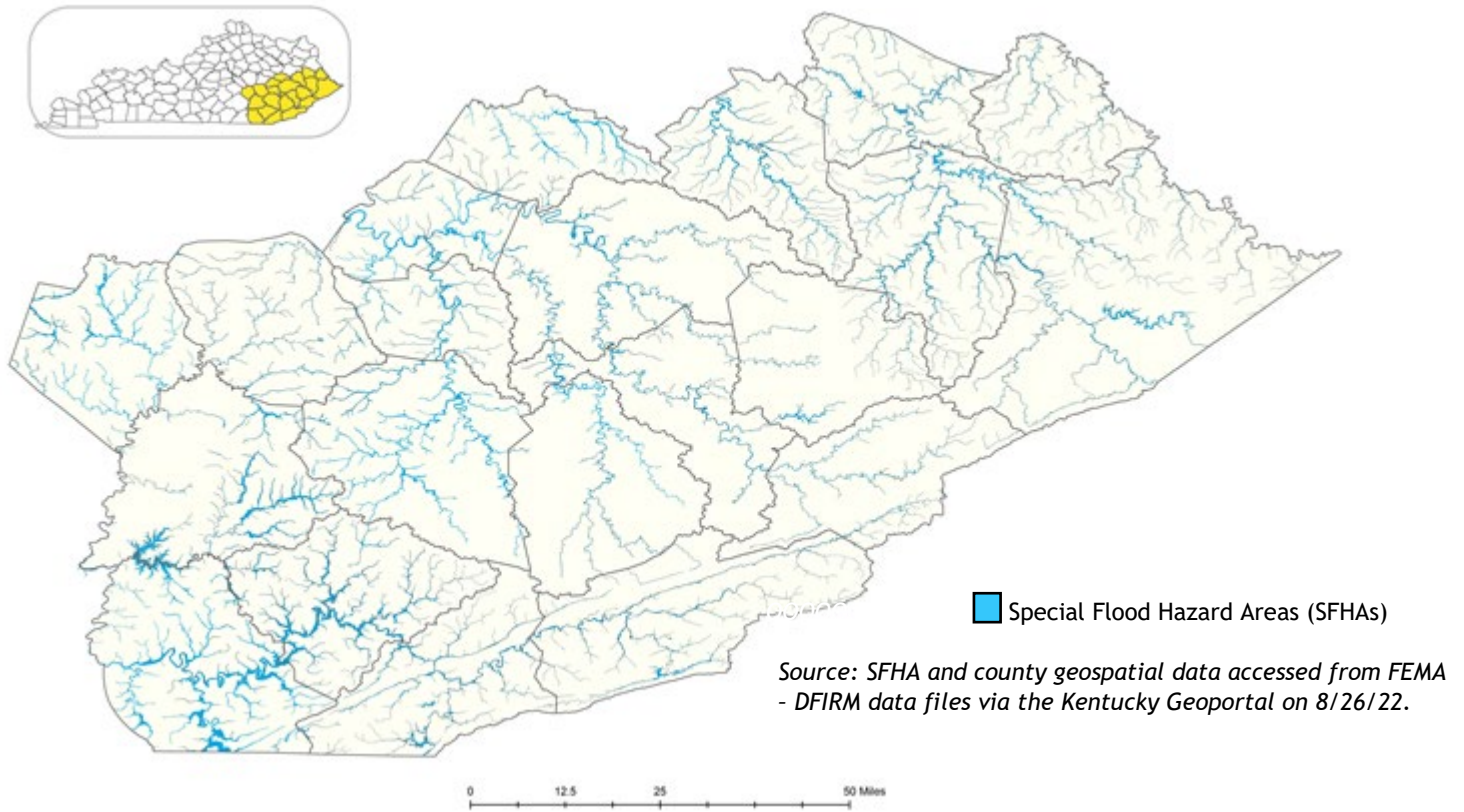 Special Flood Hazard Areas (SFHAs)
Source: SFHA and county geospatial data accessed from FEMA
– DFIRM data files via the Kentucky Geoportal on 8/26/22.
0 12.5 25 50 Miles